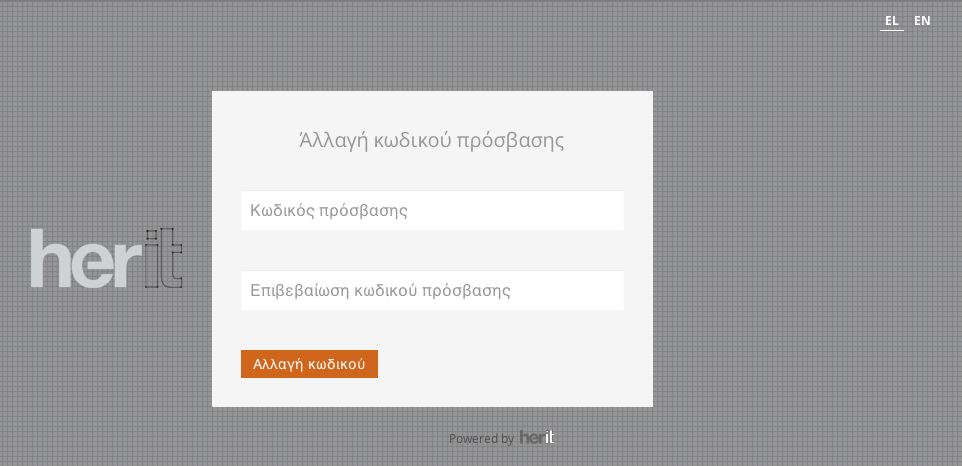 EL EN
Άλλαγή κωδικού πρόσβασης
Κωδικός πρόσβασης
herit
Επιβεβαίωση κωδικού πρόσβασης
Αλλαγή κωδικού
Powered by herit